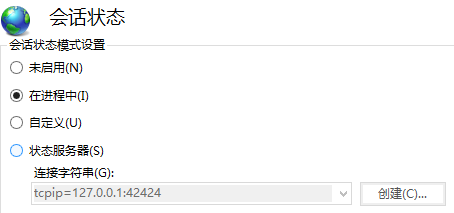 会话状态
会话状态模式设置
未启用(N)
在进程中(I)
自定义(U)
状态服务器(S)
连接字符串(G):
tcpip=127.0.0.1:42424
创建(C)...